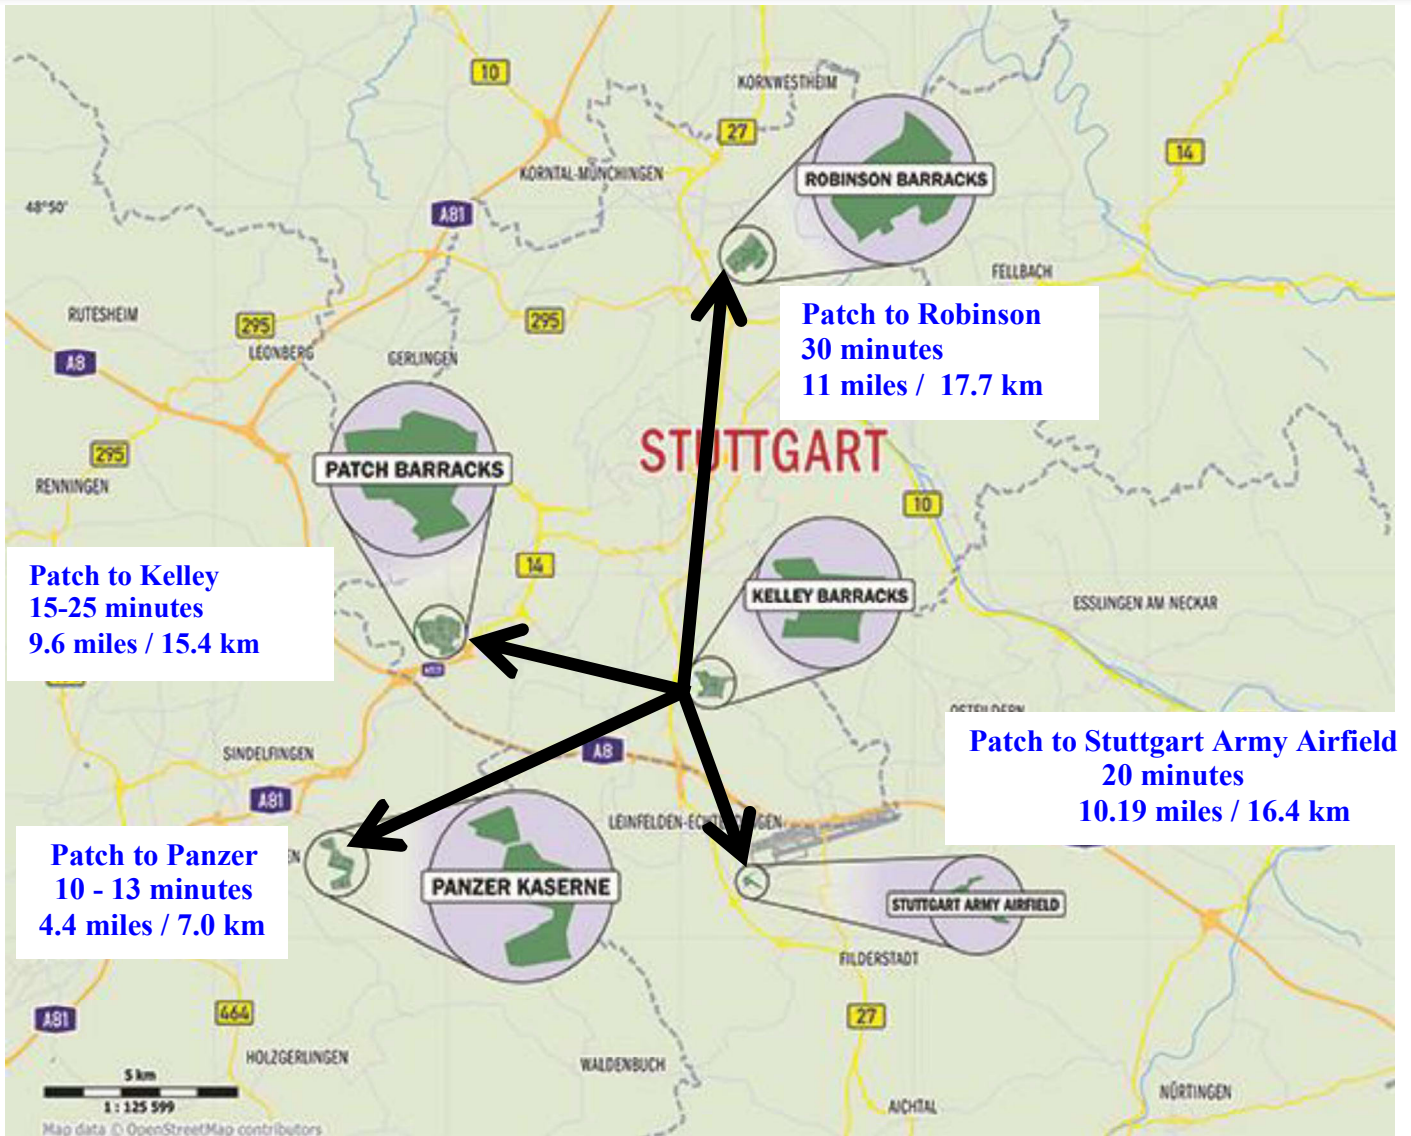 10
KORNWESTHEIM
27
14
KORNTAL-MÜNCHINGEN
ROBINSON BARRACKS
48°50'
A81
FELLBACH
RUTESHEIM
295
295
Patch to Robinson
30 minutes
11 miles / 17.7 km
LEONBERG
GERLINGEN
A8
STUTTGART
295
PATCH BARRACKS
RENNINGEN
10
14
Patch to Kelley
15-25 minutes
9.6 miles / 15.4 km
KELLEY BARRACKS
ESSLINGEN AM NECKAR
OSTFILDERN
SINDELFINGEN
A8
Patch to Stuttgart Army Airfield
20 minutes
10.19 miles / 16.4 km
A81
Patch to Panzer
10 - 13 minutes
4.4 miles / 7.0 km
EN
PANZER KASERNE
STUTTGART ARMY AIRFIELD
FILDERSTADT
A81
464
27
HOLZGERLINGEN
WALDENBUCH
5 km
1 : 125 599
NÜRTINGEN
AICHTAL
Map data © OpenStreetMap contributors